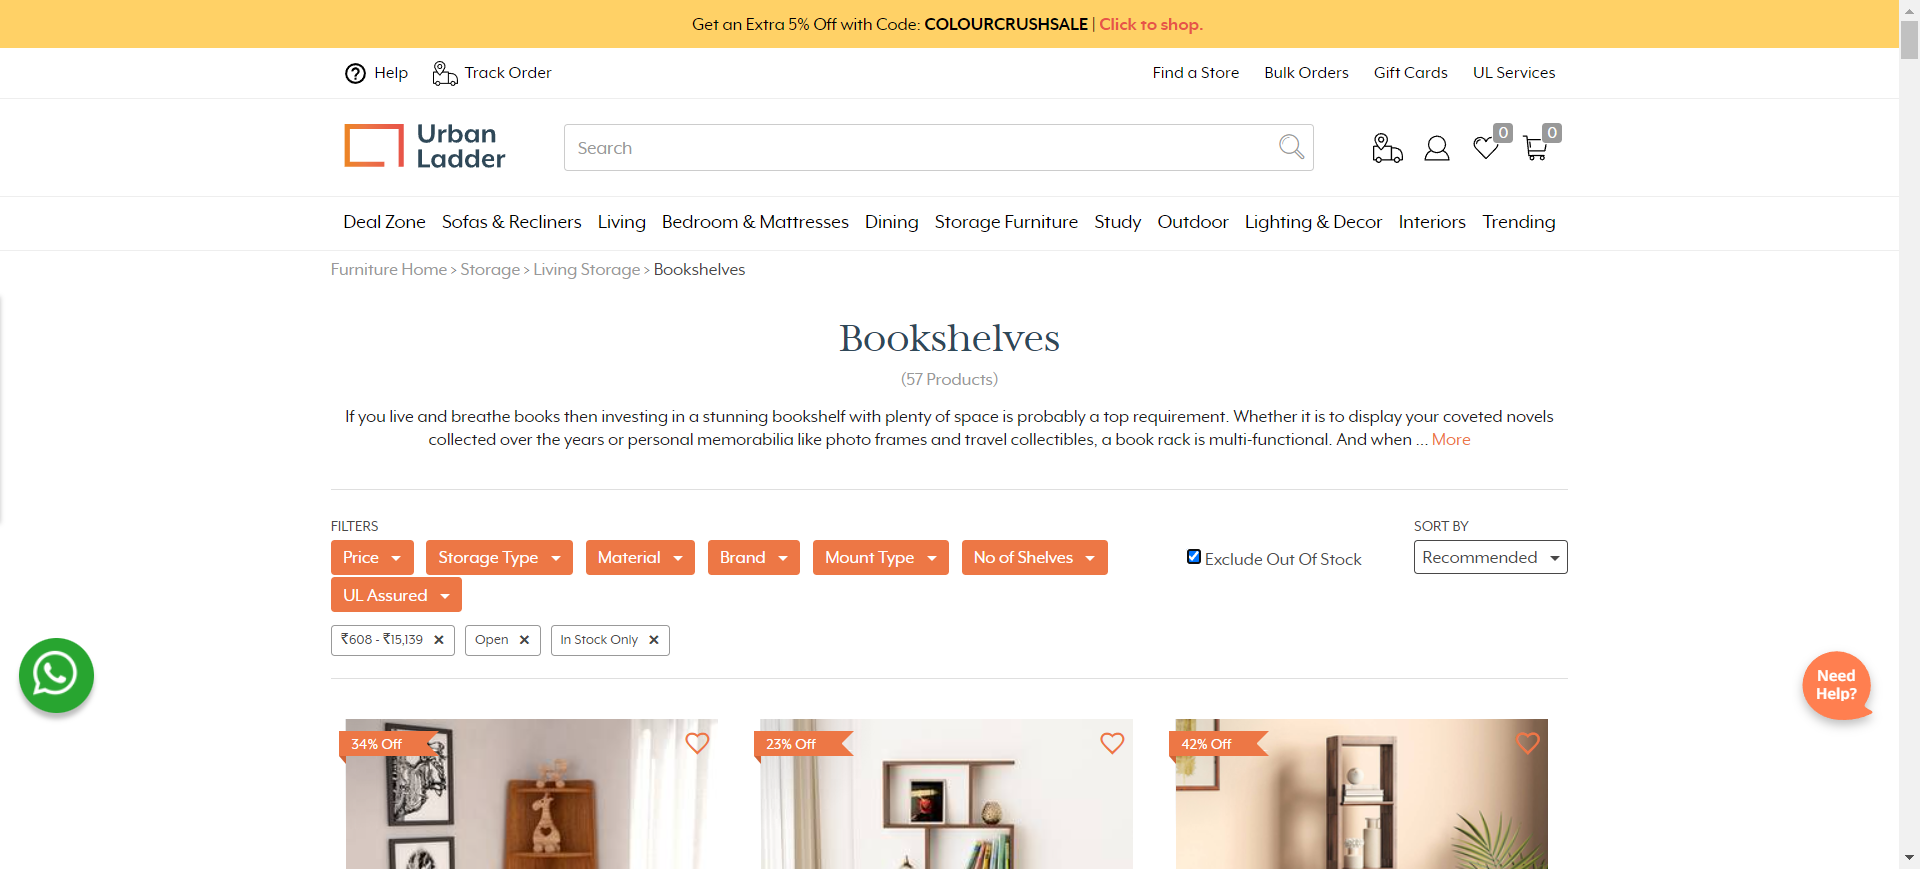 Get an Extra 5% Off with Code: COLOURCRUSHSALE | Click to shop.
Help Track Order Find a Store Bulk Orders Gift Cards UL Services
Urban
Ladder
Search
0 0
Deal Zone Sofas & Recliners Living Bedroom & Mattresses Dining Storage Furniture Study Outdoor Lighting & Decor Interiors Trending
Furniture Home > Storage > Living Storage > Bookshelves
Bookshelves
(57 Products)
If you live and breathe books then investing in a stunning bookshelf with plenty of space is probably a top requirement. Whether it is to display your coveted novels
collected over the years or personal memorabilia like photo frames and travel collectibles, a book rack is multi-functional. And when ... More
FILTERS SORT BY
Price Storage Type Material Brand Mount Type No of Shelves Exclude Out Of Stock Recommended
UL Assured
₹608 - ₹15,139 ✕ Open ✕ In Stock Only ✕
Need
Help?
34% Off 23% Off 42% Off